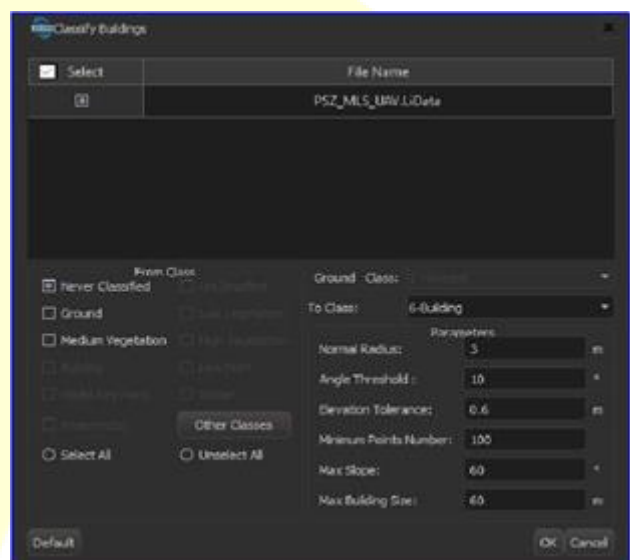 Classify Buildings
Select File Name
PSZ_MLS_UAV.LiData
From Class
Never Classified
Ground
Medium Vegetation
Other Classes
Select All Unselect All
Ground Class:
To Class: 6-Building
Parameters
Normal Radius: 3 m
Angle Threshold : 10 °
Elevation Tolerance: 0.6 m
Minimum Points Number: 100
Max Slope: 60 °
Max Building Size: 60 m
Default OK Cancel